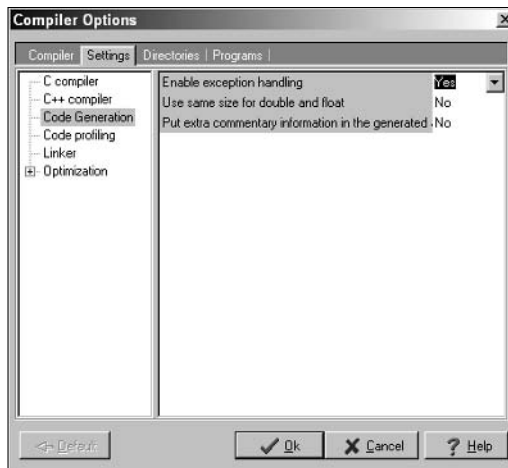 Compiler Options
Compiler Settings Directories Programs
C compiler
C++ compiler
Code Generation
Code profiling
Linker
Optimization
Enable exception handling Yes
Use same size for double and float No
Put extra commentary information in the generated No
Default
Ok Cancel Help